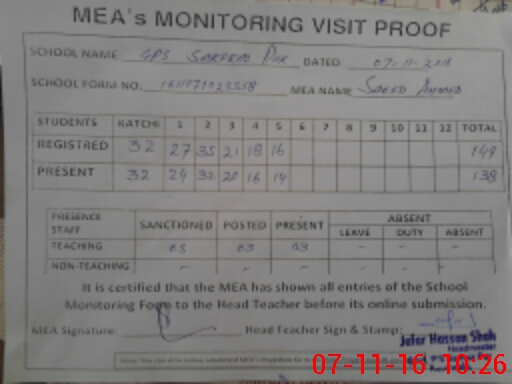 MEA's MONITORING VISIT PROOF
SCHOOL NAME: GPS DATED: 07-11-
SCHOOL FORM NO: MEA NAME
STUDENTS KATCHI 1 2 3 4 5 6 7 8 9 10 11 12 TOTAL
REGISTRED 32 27 35 21 18 16 149
PRESENT 32 24 32 20 16 14 138
PRESENCE STAFF SANCTIONED POSTED PRESENT ABSENT
LEAVE DUTY ABSENT
TEACHING 03 03 03 - - -
NON-TEACHING - - - - - -
It is certified that the MEA has shown all entries of the School
Monitoring Form to the Head Teacher before its online submission.
MEA Signature: Head Teacher Sign & Stamp:
Jafar Hassan Shah
Headmaster
07-11-16 10:26